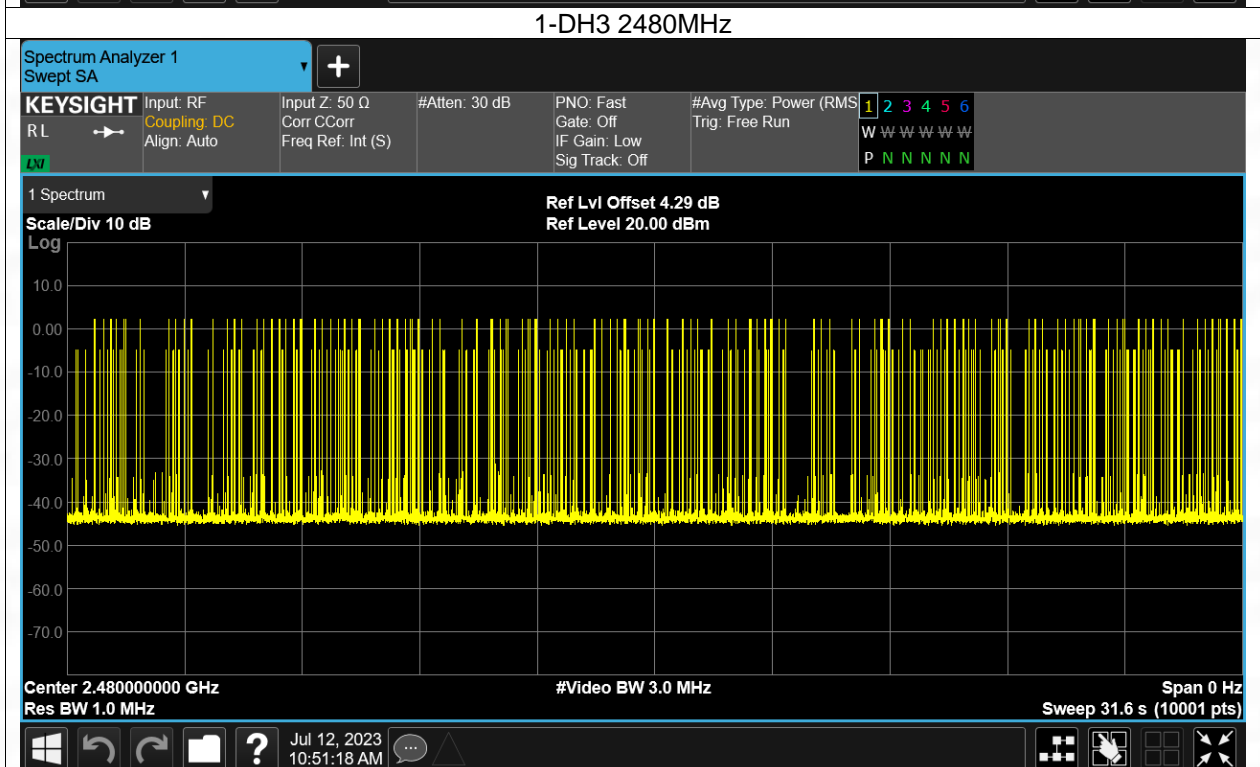 1-DH3 2480MHz
Spectrum Analyzer 1
Swept SA
KEYSIGHT
RL
LXI
Input: RF
Coupling: DC
Align: Auto
Input Z: 50 Ω
Corr CCorr
Freq Ref: Int (S)
#Atten: 30 dB
PNO: Fast
Gate: Off
IF Gain: Low
Sig Track: Off
#Avg Type: Power (RMS
Trig: Free Run
1 2 3 4 5 6
W W W W W W
P N N N N N
1 Spectrum
Scale/Div 10 dB
Ref Lvl Offset 4.29 dB
Ref Level 20.00 dBm
Log
10.0
0.00
-10.0
-20.0
-30.0
-40.0
-50.0
-60.0
-70.0
Center 2.480000000 GHz
#Video BW 3.0 MHz
Span 0 Hz
Res BW 1.0 MHz
Sweep 31.6 s (10001 pts)
?
Jul 12, 2023
10:51:18 AM